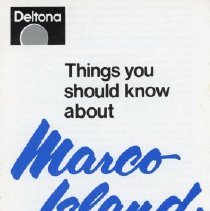 Deltona
Things you
should know
about
Marco
Island.